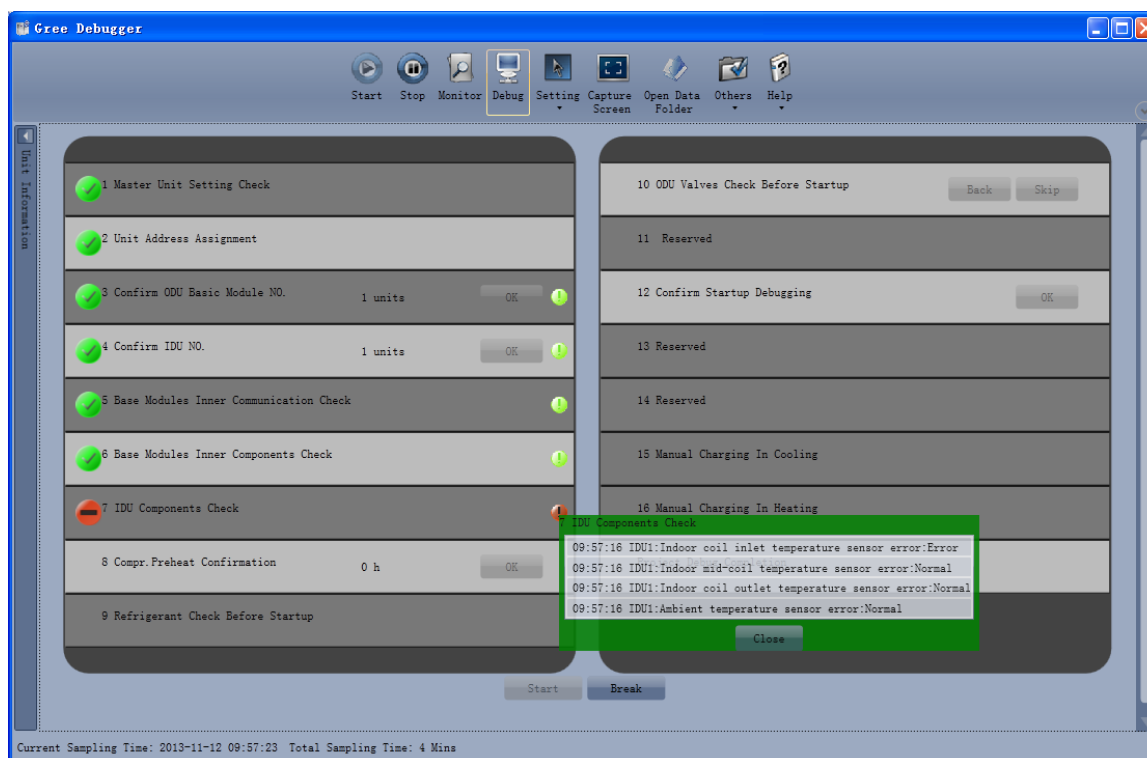 Gree Debugger
Start Stop Monitor Debug Setting Capture Screen Open Data Folder Others Help
Unit Information
1 Master Unit Setting Check
2 Unit Address Assignment
3 Confirm ODU Basic Module NO. 1 units OK
4 Confirm IDU NO. 1 units OK
5 Base Modules Inner Communication Check
6 Base Modules Inner Components Check
7 IDU Components Check
8 Compr.Preheat Confirmation 0 h OK
9 Refrigerant Check Before Startup
10 ODU Valves Check Before Startup Back Skip
11 Reserved
12 Confirm Startup Debugging OK
13 Reserved
14 Reserved
15 Manual Charging In Cooling
16 Manual Charging In Heating
7 IDU Components Check
09:57:16 IDU1:Indoor coil inlet temperature sensor error:Error
09:57:16 IDU1:Indoor mid-coil temperature sensor error:Normal
09:57:16 IDU1:Indoor coil outlet temperature sensor error:Normal
09:57:16 IDU1:Ambient temperature sensor error:Normal
Close
Start Break
Current Sampling Time: 2013-11-12 09:57:23 Total Sampling Time: 4 Mins